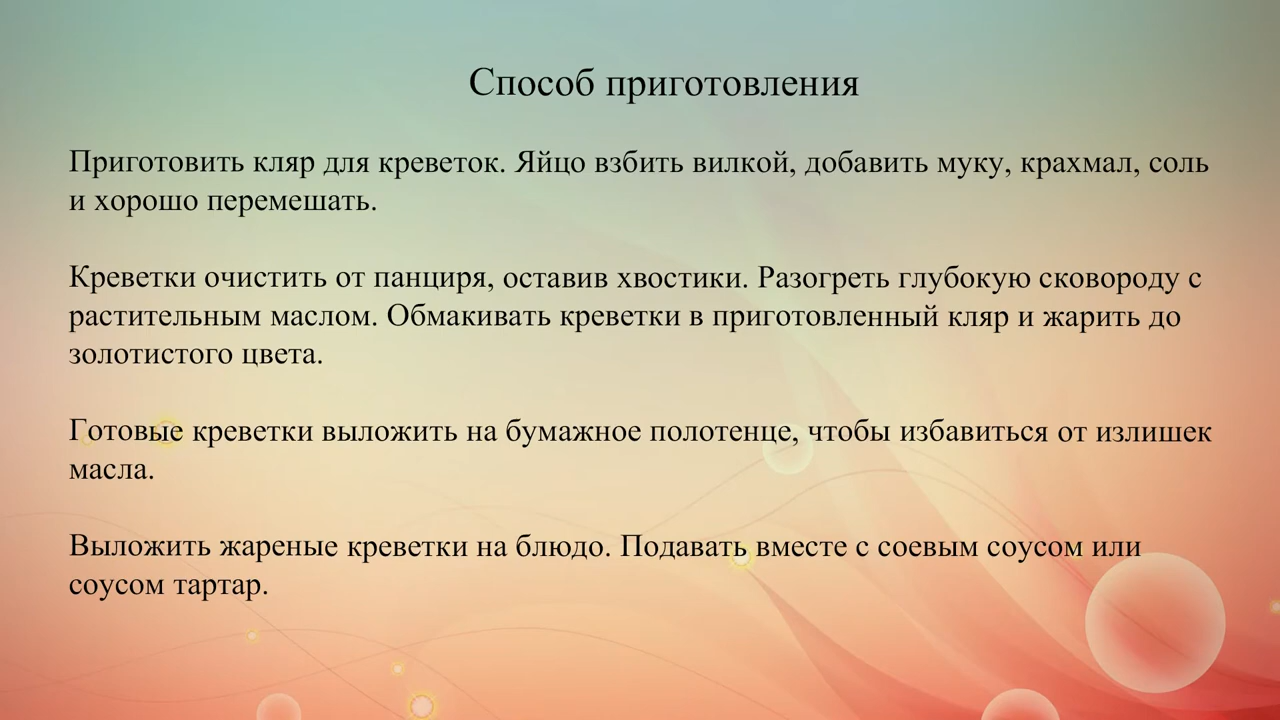 Способ приготовления
Приготовить кляр для креветок. Яйцо взбить вилкой, добавить муку, крахмал, соль
и хорошо перемешать.
Креветки очистить от панциря, оставив хвостики. Разогреть глубокую сковороду с
растительным маслом. Обмакивать креветки в приготовленный кляр и жарить до
золотистого цвета.
Готовые креветки выложить на бумажное полотенце, чтобы избавиться от излишек
масла.
Выложить жареные креветки на блюдо. Подавать вместе с соевым соусом или
соусом тартар.